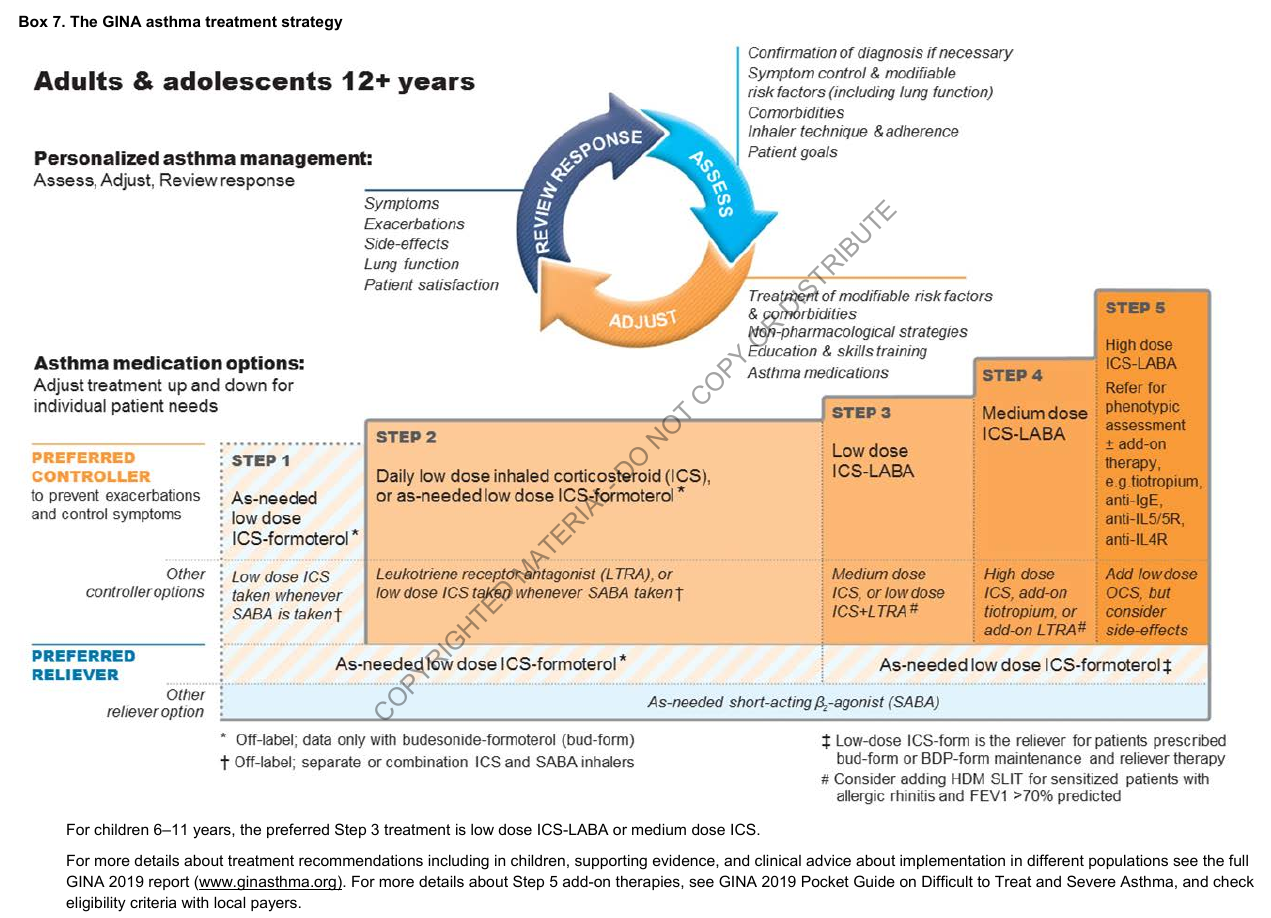 Box 7. The GINA asthma treatment strategy
Adults & adolescents 12+ years
Confirmation of diagnosis if necessary
Symptom control & modifiable
risk factors (including lung function)
Comorbidities
Inhaler technique & adherence
Patient goals
Personalized asthma management:
Assess, Adjust, Review response
REVIEW RESPONSE
ASSESS
ADJUST
Symptoms
Exacerbations
Side-effects
Lung function
Patient satisfaction
Treatment of modifiable risk factors
& comorbidities
Non-pharmacological strategies
Education & skills training
Asthma medications
Asthma medication options:
Adjust treatment up and down for
individual patient needs
PREFERRED
CONTROLLER
to prevent exacerbations
and control symptoms
STEP 1
As-needed
low dose
ICS-formoterol *
STEP 2
Daily low dose inhaled corticosteroid (ICS),
or as-needed low dose ICS-formoterol *
STEP 3
Low dose
ICS-LABA
STEP 4
Medium dose
ICS-LABA
STEP 5
High dose
ICS-LABA
Refer for
phenotypic
assessment
± add-on
therapy,
e.g tiotropium,
anti-IgE,
anti-IL5/5R,
anti-IL4R
Other
controller options
Low dose ICS
taken whenever
SABA is taken†
Leukotriene receptor antagonist (LTRA), or
low dose ICS taken whenever SABA taken†
Medium dose
ICS, or low dose
ICS+LTRA#
High dose
ICS, add-on
tiotropium, or
add-on LTRA#
Add low dose
OCS, but
consider
side-effects
PREFERRED
RELIEVER
As-needed low dose ICS-formoterol *
As-needed low dose ICS-formoterol ‡
Other
reliever option
As-needed short-acting β₂-agonist (SABA)
* Off-label; data only with budesonide-formoterol (bud-form)
† Off-label; separate or combination ICS and SABA inhalers
‡ Low-dose ICS-form is the reliever for patients prescribed
bud-form or BDP-form maintenance and reliever therapy
# Consider adding HDM SLIT for sensitized patients with
allergic rhinitis and FEV1 >70% predicted
COPYRIGHTED MATERIAL - DO NOT COPY OR DISTRIBUTE
For children 6–11 years, the preferred Step 3 treatment is low dose ICS-LABA or medium dose ICS.
For more details about treatment recommendations including in children, supporting evidence, and clinical advice about implementation in different populations see the full
GINA 2019 report (www.ginasthma.org). For more details about Step 5 add-on therapies, see GINA 2019 Pocket Guide on Difficult to Treat and Severe Asthma, and check
eligibility criteria with local payers.